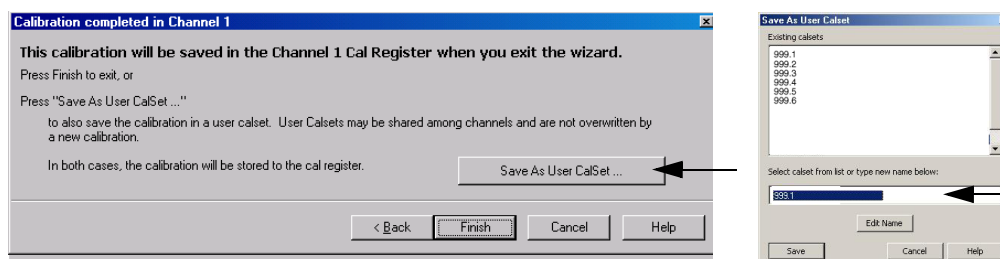 Calibration completed in Channel 1
This calibration will be saved in the Channel 1 Cal Register when you exit the wizard.
Press Finish to exit, or
Press "Save As User CalSet ..."
to also save the calibration in a user calset. User Calsets may be shared among channels and are not overwritten by
a new calibration.
In both cases, the calibration will be stored to the cal register.
Save As User CalSet ...
< Back
Finish
Cancel
Help
Save As User Calset
Existing calsets
999.1
999.2
999.3
999.4
999.5
999.6
Select calset from list or type new name below:
999.1
Edit Name
Save
Cancel
Help